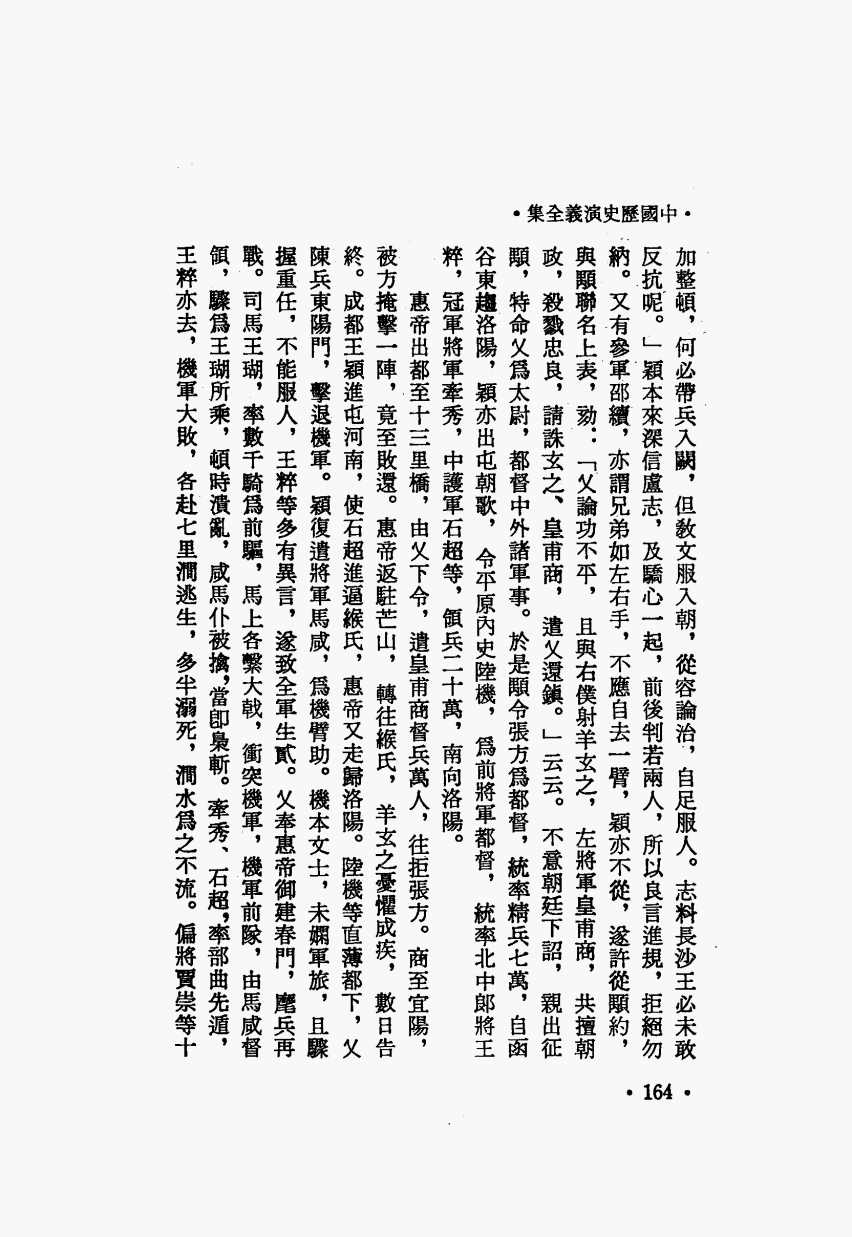 •中國歷史演義全集•
加整頓，何必帶兵入闕，但教文服入朝，從容論治，自足服人。志料長沙王必未敢
反抗呢。」穎本來深信盧志，及驕心一起，前後判若兩人，所以良言進規，拒絕勿
納。又有參軍邵續，亦謂兄弟如左右手，不應自去一臂，穎亦不從，遂許從顒約，
與顒聯名上表，劾：「乂論功不平，且與右僕射羊玄之，左將軍皇甫商，共擅朝
政，殺戮忠良，請誅玄之、皇甫商，遣乂還鎮。」云云。不意朝廷下詔，親出征
顒，特命乂爲太尉，都督中外諸軍事。於是顒令張方爲都督，統率精兵七萬，自函
谷東趨洛陽，穎亦出屯朝歌，令平原內史陸機，爲前將軍都督，統率北中郎將王
粹，冠軍將軍牽秀，中護軍石超等，領兵二十萬，南向洛陽。
惠帝出都至十三里橋，由乂下令，遣皇甫商督兵萬人，往拒張方。商至宜陽，
被方掩擊一陣，竟至敗還。惠帝返駐芒山，轉往緱氏，羊玄之憂懼成疾，數日告
終。成都王穎進屯河南，使石超進逼緱氏，惠帝又走歸洛陽。陸機等直薄都下，乂
陳兵東陽門，擊退機軍。穎復遣將軍馬咸，爲機臂助。機本文士，未嫻軍旅，且驟
握重任，不能服人，王粹等多有異言，遂致全軍生貳。乂奉惠帝御建春門，麾兵再
戰。司馬王瑚，率數千騎爲前驅，馬上各繫大戟，衝突機軍，機軍前隊，由馬咸督
領，驟爲王瑚所乘，頓時潰亂，咸馬仆被擒，當卽梟斬。牽秀、石超，率部曲先遁，
王粹亦去，機軍大敗，各赴七里澗逃生，多半溺死，澗水爲之不流。偏將賈崇等十
•164•